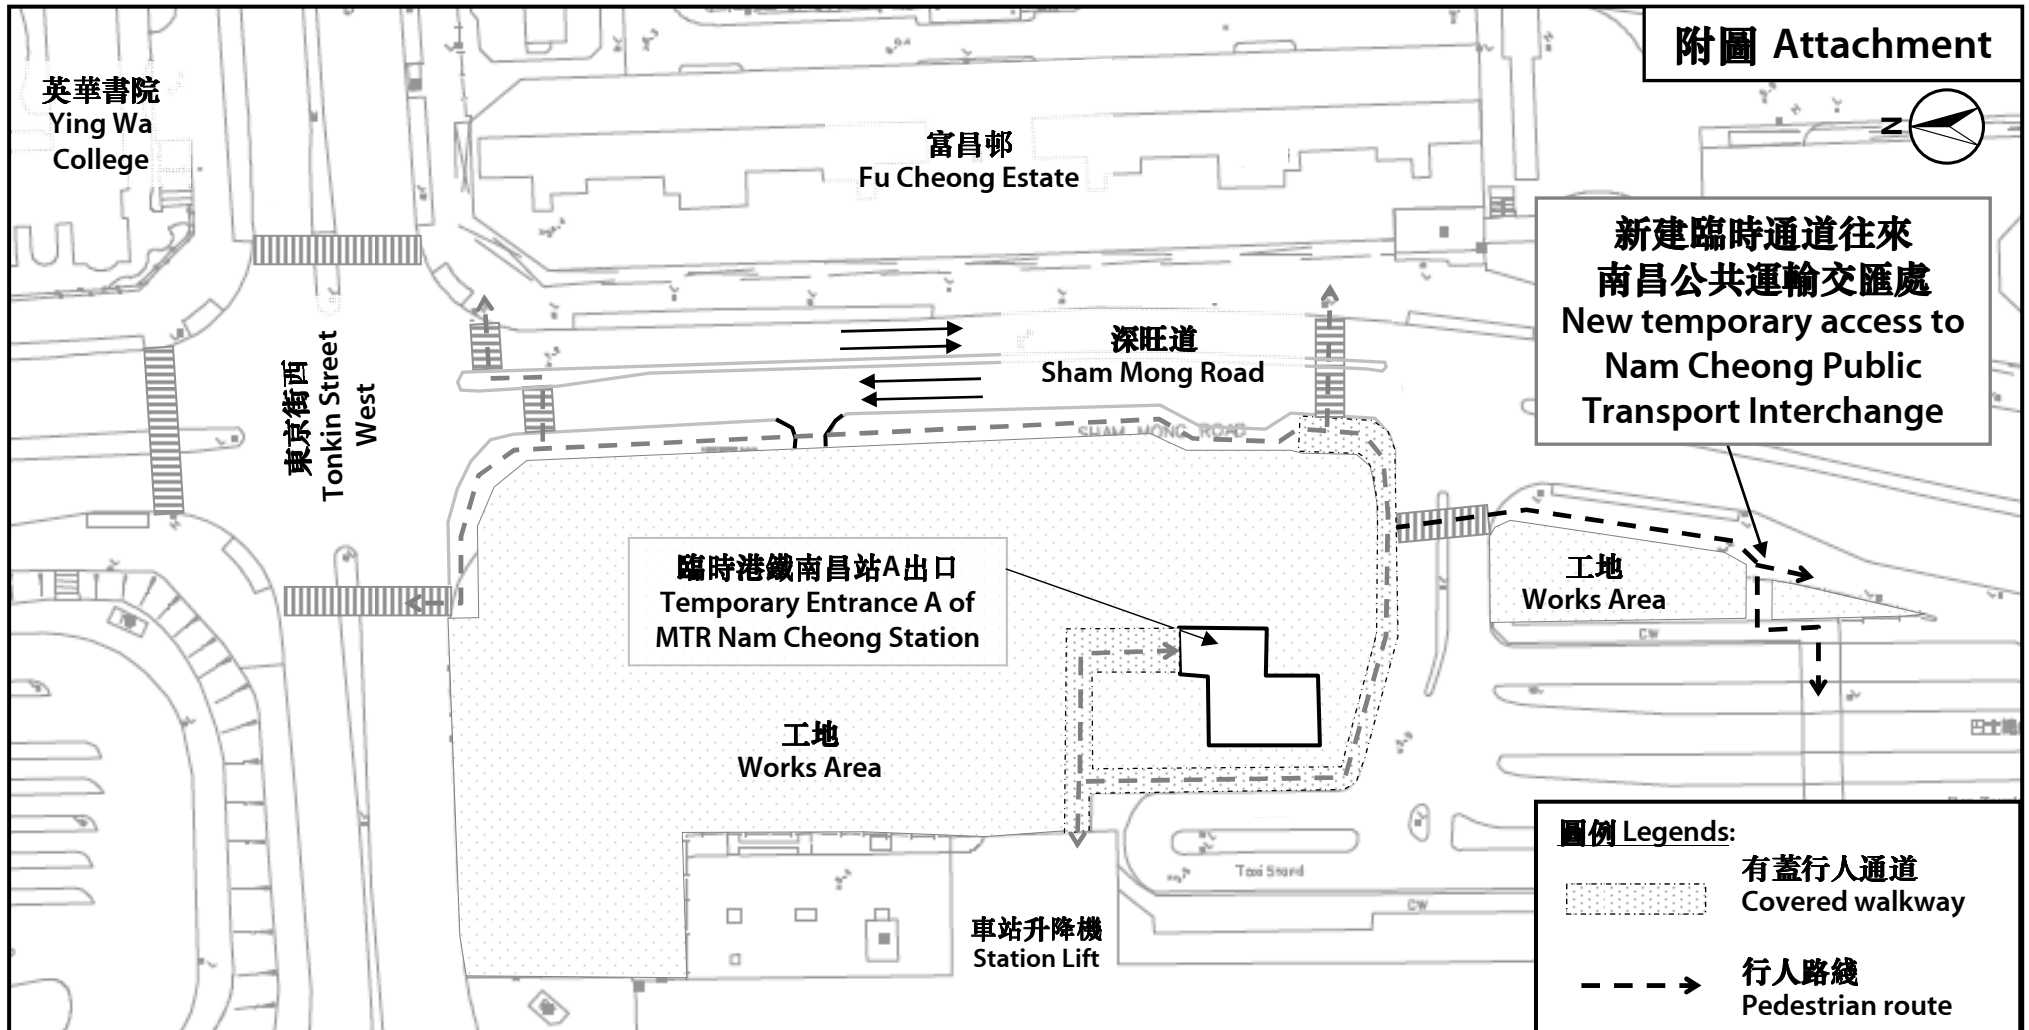 附圖 Attachment
英華書院
Ying Wa
College
富昌邨
Fu Cheong Estate
N
新建臨時通道往來
南昌公共運輸交匯處
New temporary access to
Nam Cheong Public
Transport Interchange
深旺道
Sham Mong Road
東京街西
Tonkin Street
West
SHAM MONG ROAD
臨時港鐵南昌站A出口
Temporary Entrance A of
MTR Nam Cheong Station
工地
Works Area
CW
工地
Works Area
巴士總
Taxi Stand
CW
車站升降機
Station Lift
圖例 Legends:
有蓋行人通道
Covered walkway
行人路綫
Pedestrian route